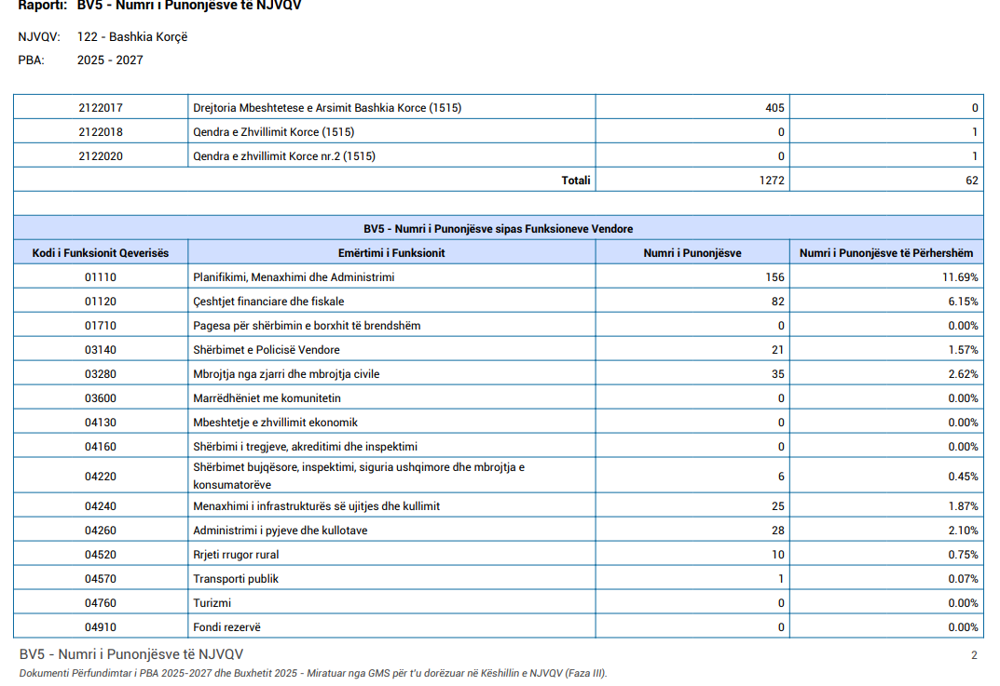 Raporti: BV5 - Numri i Punonjësve të NJVQV
NJVQV: 122 - Bashkia Korçë
PBA: 2025 - 2027
2122017 Drejtoria Mbeshtetese e Arsimit Bashkia Korce (1515) 405 0
2122018 Qendra e Zhvillimit Korce (1515) 0 1
2122020 Qendra e zhvillimit Korce nr.2 (1515) 0 1
Totali 1272 62
BV5 - Numri i Punonjësve sipas Funksioneve Vendore
Kodi i Funksionit Qeverisës Emërtimi i Funksionit Numri i Punonjësve Numri i Punonjësve të Përhershëm
01110 Planifikimi, Menaxhimi dhe Administrimi 156 11.69%
01120 Çeshtjet financiare dhe fiskale 82 6.15%
01710 Pagesa për shërbimin e borxhit të brendshëm 0 0.00%
03140 Shërbimet e Policisë Vendore 21 1.57%
03280 Mbrojtja nga zjarri dhe mbrojtja civile 35 2.62%
03600 Marrëdhëniet me komunitetin 0 0.00%
04130 Mbeshtetje e zhvillimit ekonomik 0 0.00%
04160 Shërbimi i tregjeve, akreditimi dhe inspektimi 0 0.00%
04220 Shërbimet bujqësore, inspektimi, siguria ushqimore dhe mbrojtja e
konsumatorëve 6 0.45%
04240 Menaxhimi i infrastrukturës së ujitjes dhe kullimit 25 1.87%
04260 Administrimi i pyjeve dhe kullotave 28 2.10%
04520 Rrjeti rrugor rural 10 0.75%
04570 Transporti publik 1 0.07%
04760 Turizmi 0 0.00%
04910 Fondi rezervë 0 0.00%
BV5 - Numri i Punonjësve të NJVQV 2
Dokumenti Përfundimtar i PBA 2025-2027 dhe Buxhetit 2025 - Miratuar nga GMS për t'u dorëzuar në Këshillin e NJVQV (Faza III).